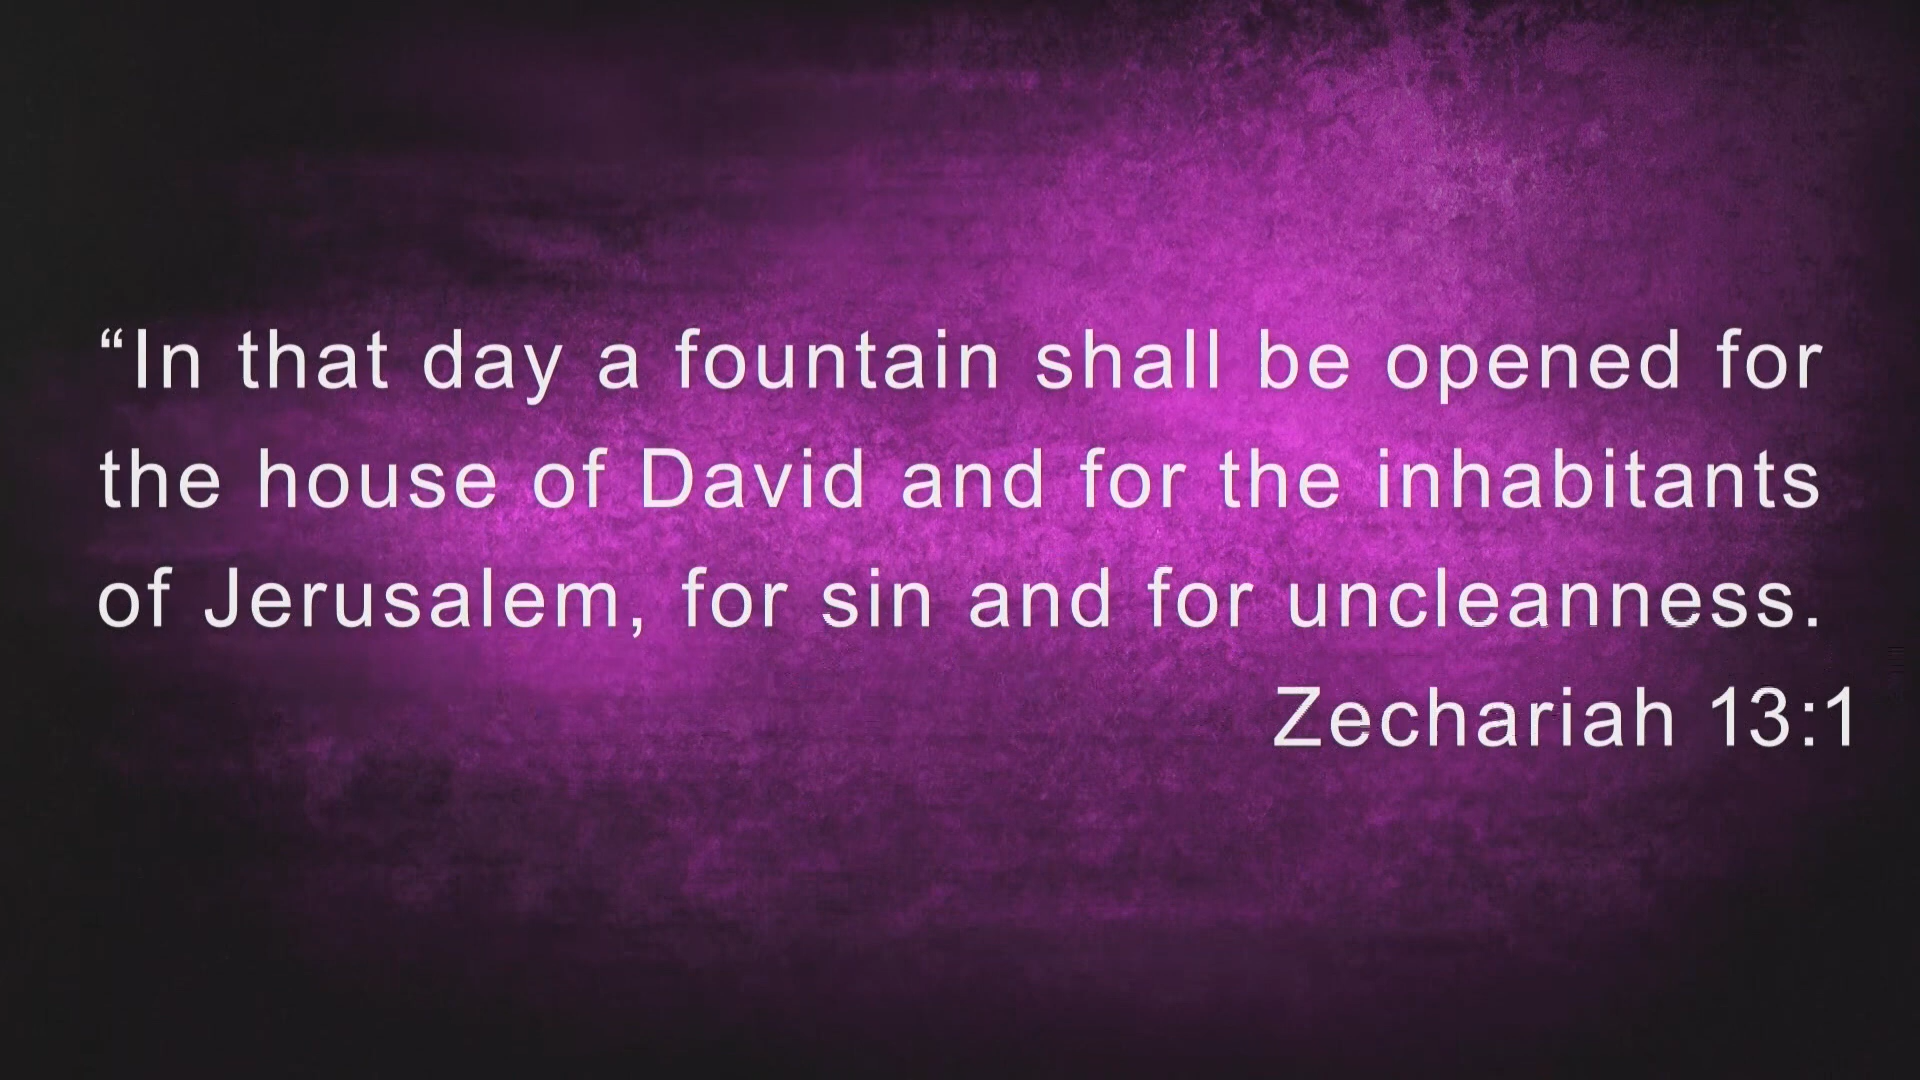 “In that day a fountain shall be opened for
the house of David and for the inhabitants
of Jerusalem, for sin and for uncleanness.
Zechariah 13:1